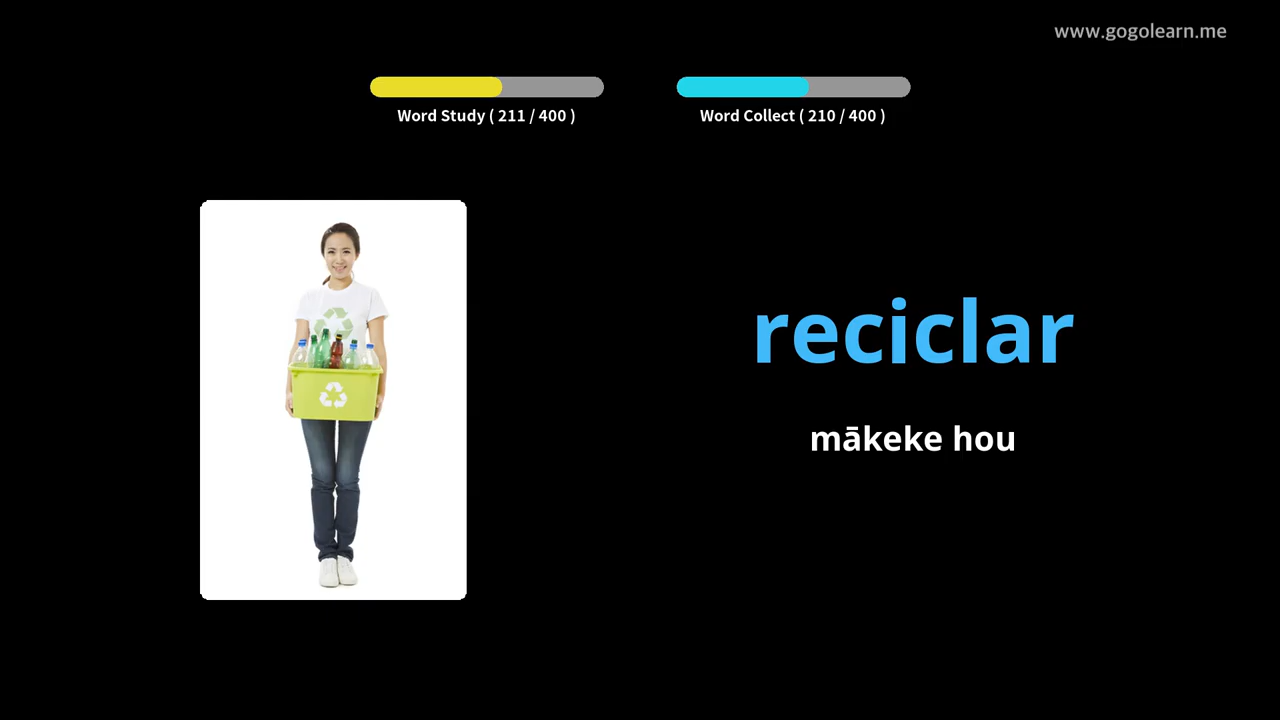 www.gogolearn.me
Word Study ( 211 / 400 )
Word Collect ( 210 / 400 )
reciclar
mākeke hou